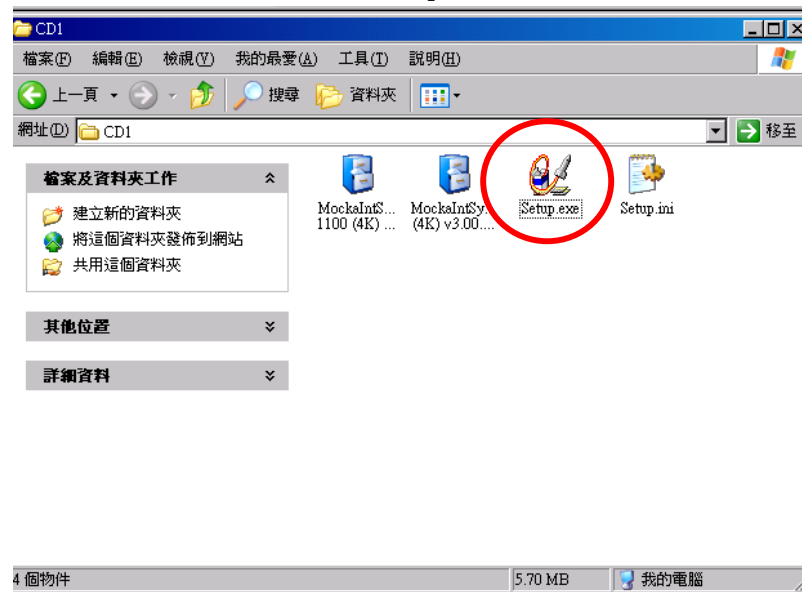 CD1
檔案(F) 編輯(E) 檢視(V) 我的最愛(A) 工具(T) 說明(H)
上一頁 搜尋 資料夾
網址(D) CD1 移至
檔案及資料夾工作
建立新的資料夾
將這個資料夾發佈到網站
共用這個資料夾
其他位置
詳細資料
MockaIntS...
1100 (4K) ...
MockaIntSy...
(4K) v3.00....
Setup.exe
Setup.ini
4 個物件 5.70 MB 我的電腦